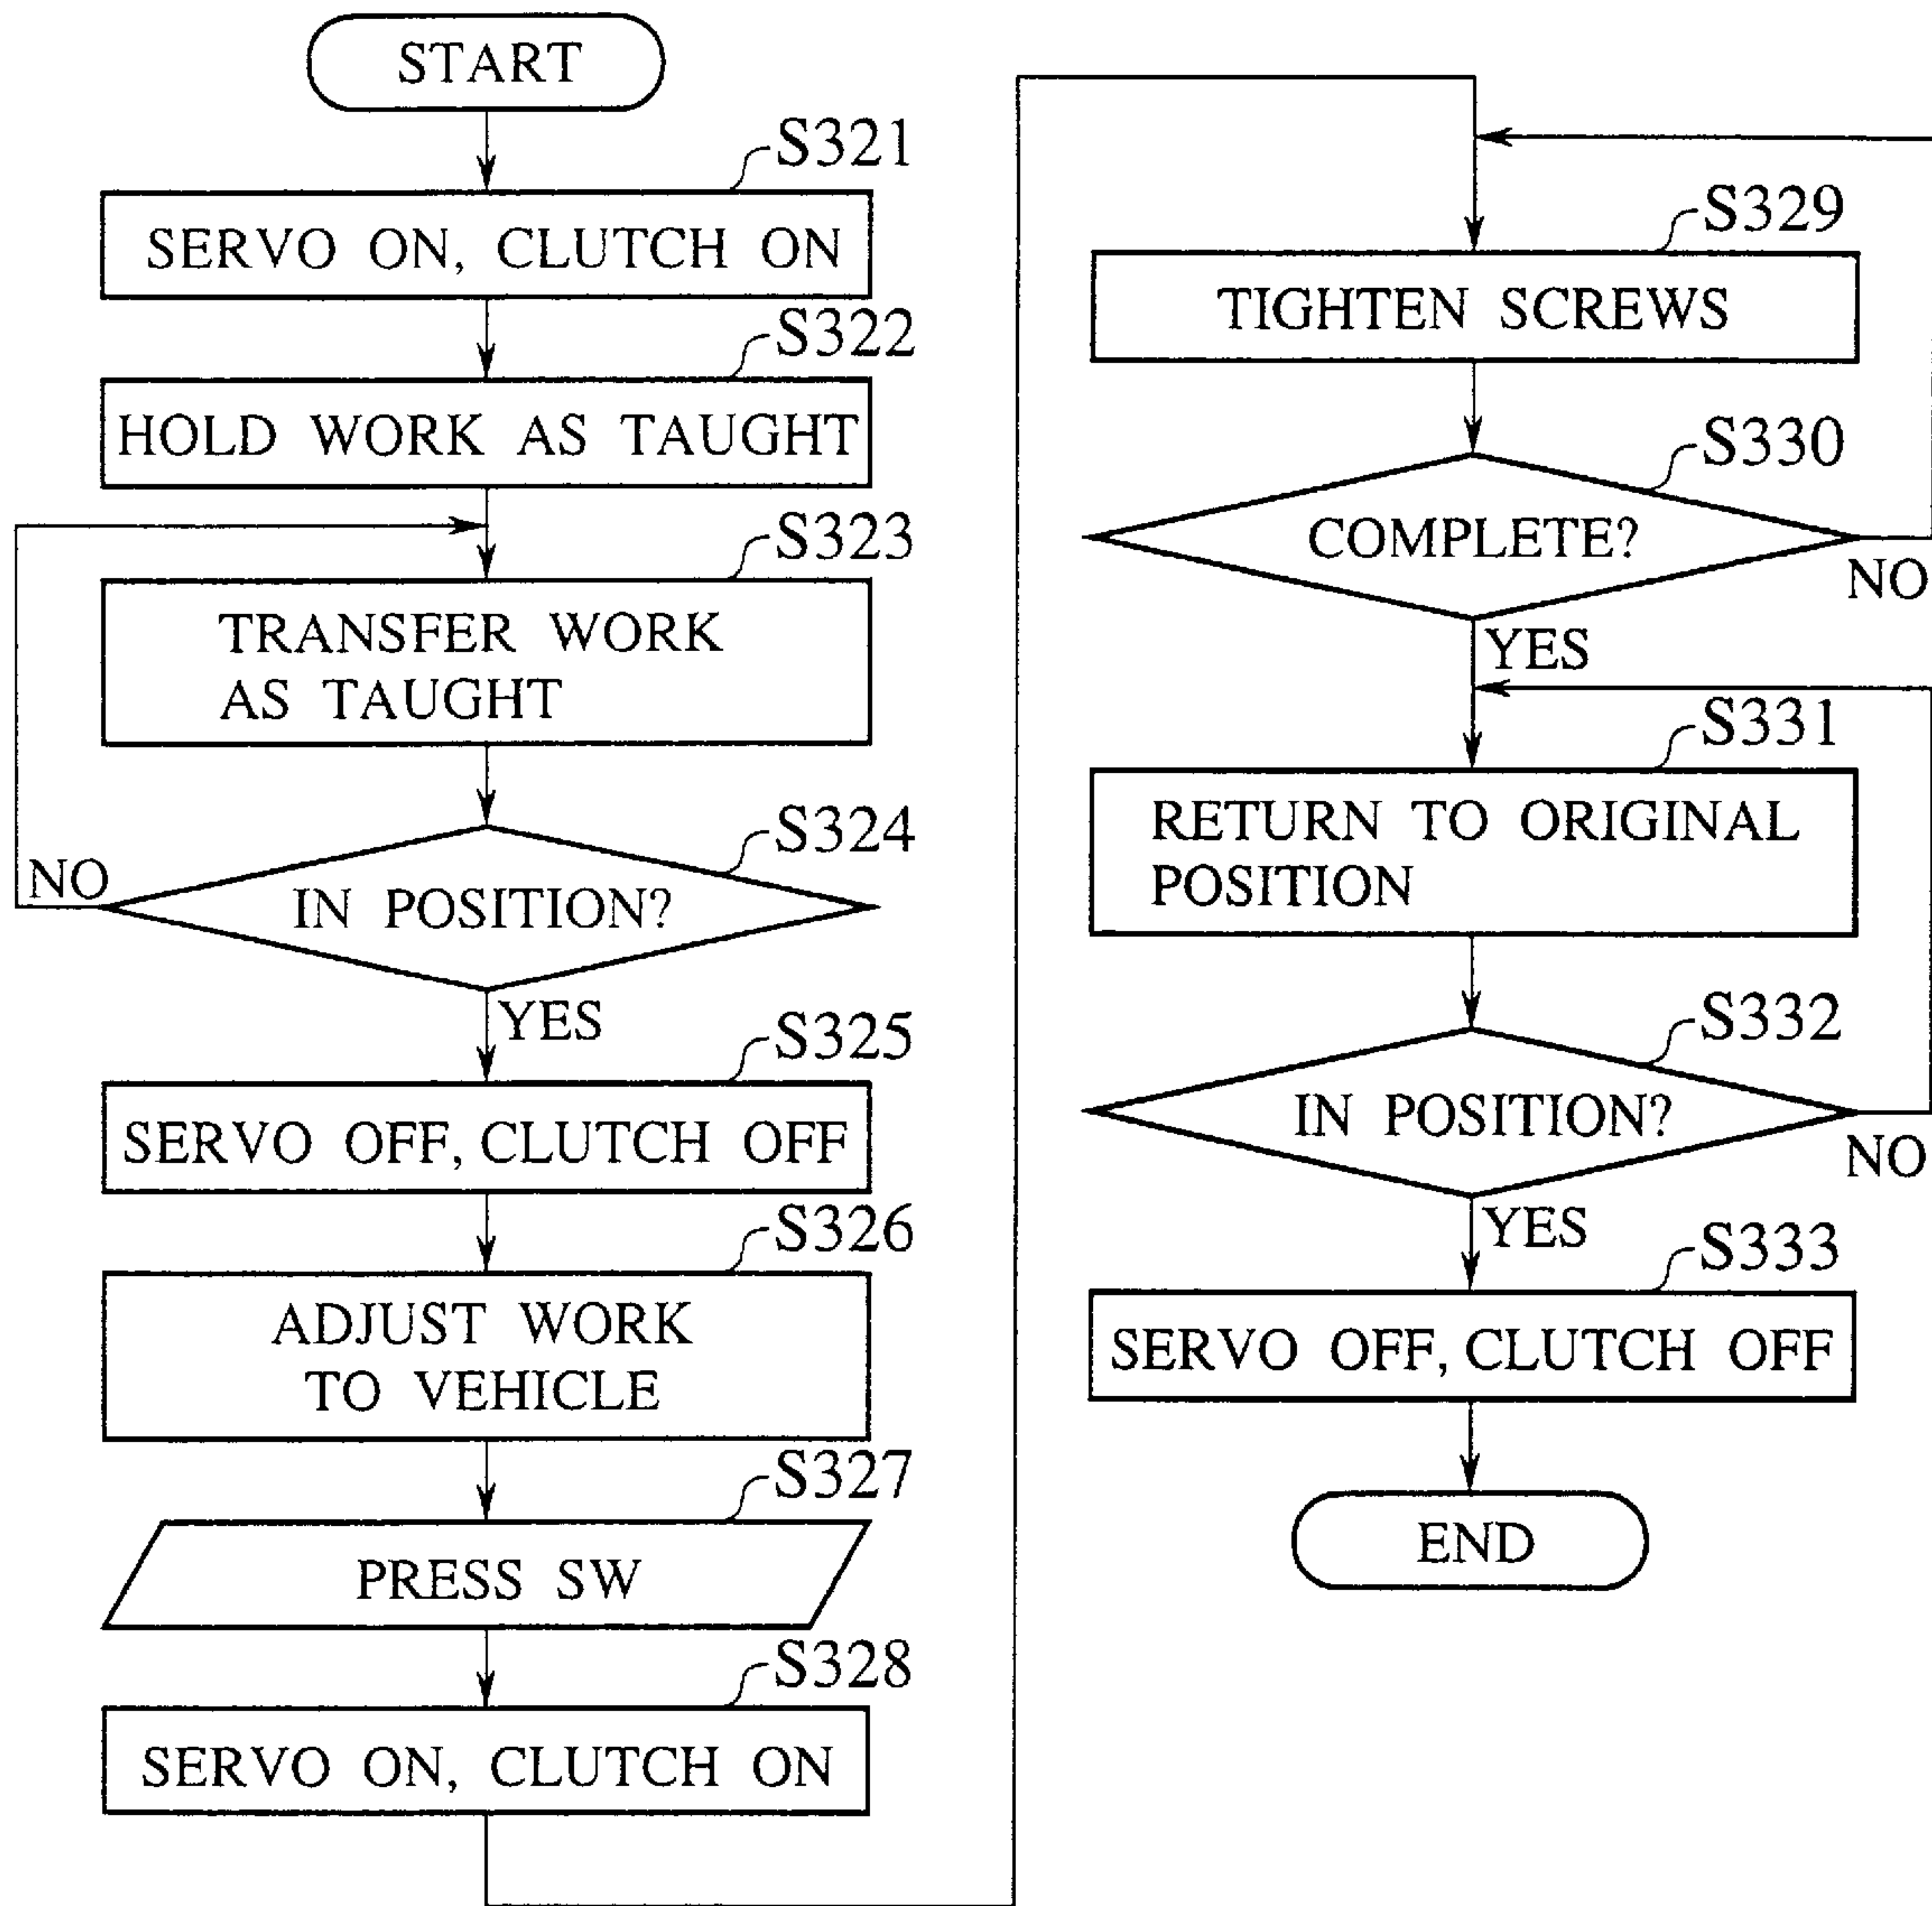 START
S321
SERVO ON, CLUTCH ON
S322
HOLD WORK AS TAUGHT
S323
TRANSFER WORK
AS TAUGHT
S324
IN POSITION?
NO
YES
S325
SERVO OFF, CLUTCH OFF
S326
ADJUST WORK
TO VEHICLE
S327
PRESS SW
S328
SERVO ON, CLUTCH ON
S329
TIGHTEN SCREWS
S330
COMPLETE?
NO
YES
S331
RETURN TO ORIGINAL
POSITION
S332
IN POSITION?
NO
YES
S333
SERVO OFF, CLUTCH OFF
END